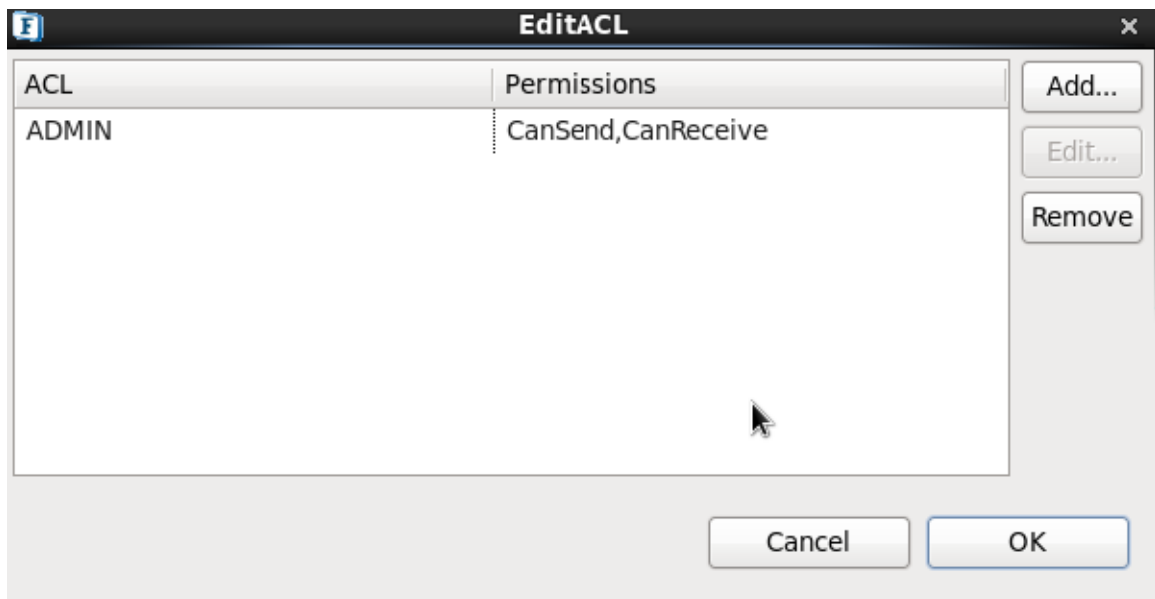 F
EditACL
ACL Permissions
ADMIN CanSend,CanReceive
Add...
Edit...
Remove
Cancel OK